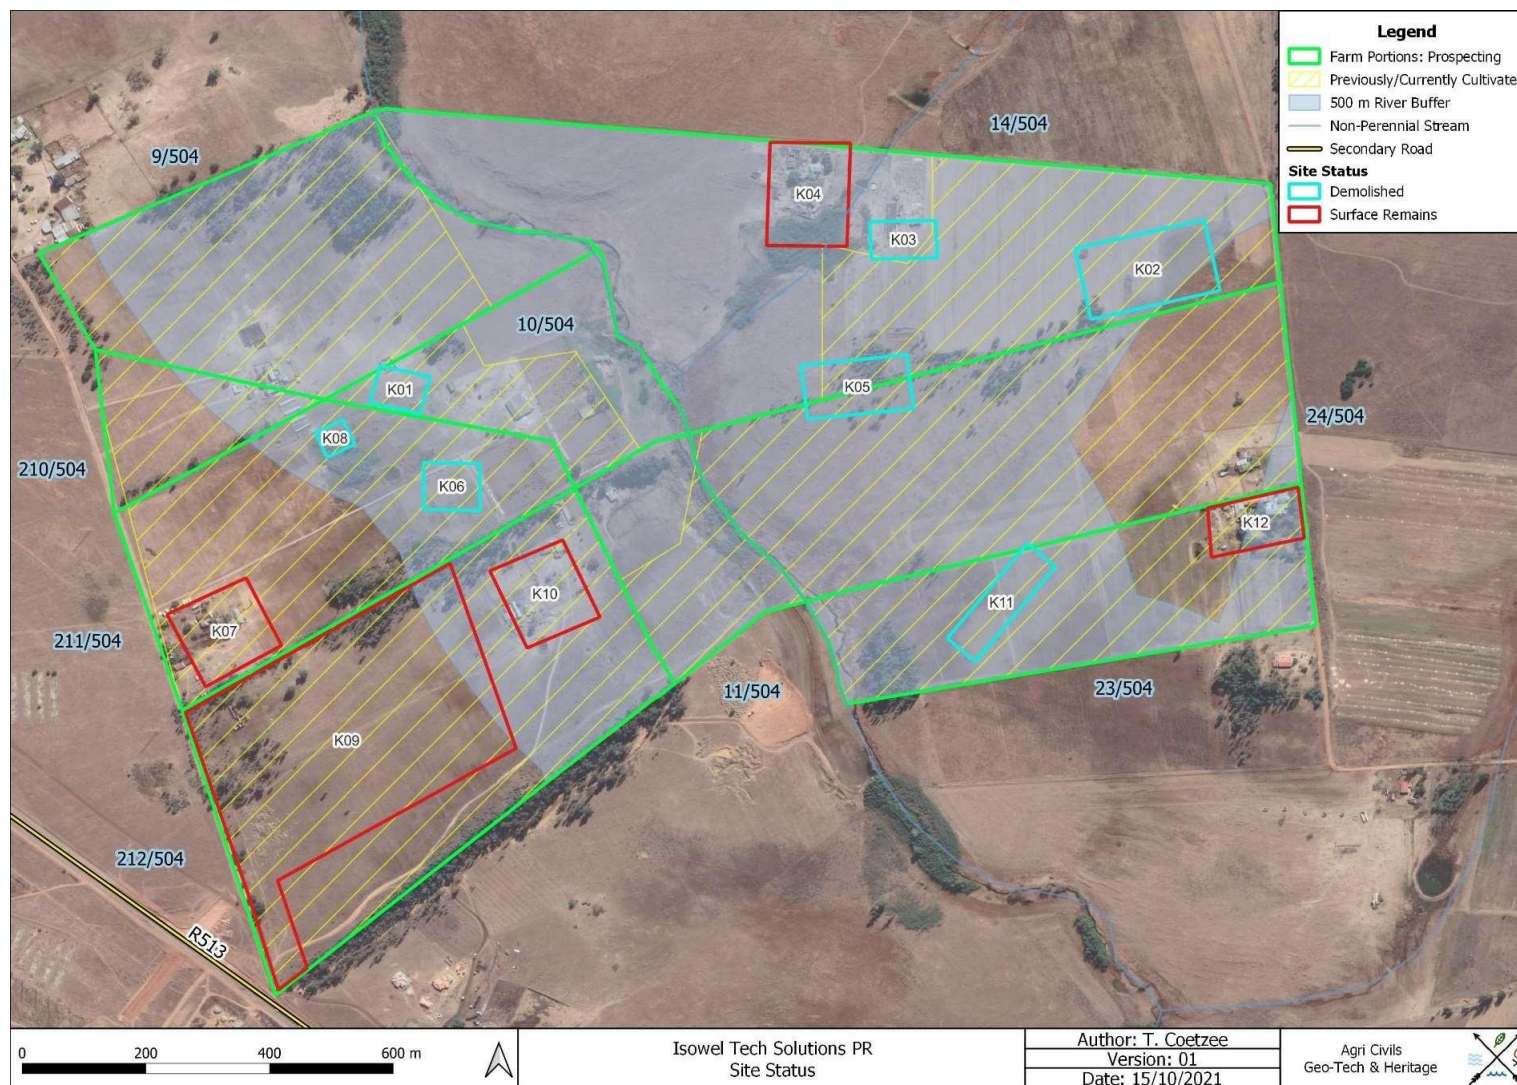 Legend
Farm Portions: Prospecting
Previously/Currently Cultivate
500 m River Buffer
Non-Perennial Stream
Secondary Road
Site Status
Demolished
Surface Remains
14/504
9/504
K04
K03
K02
10/504
K01
K05
24/504
K08
210/504
K06
K12
K10
K11
K07
211/504
11/504
23/504
K09
212/504
R513
0 200 400 600 m
Isowel Tech Solutions PR
Site Status
Author: T. Coetzee
Version: 01
Date: 15/10/2021
Agri Civils
Geo-Tech & Heritage